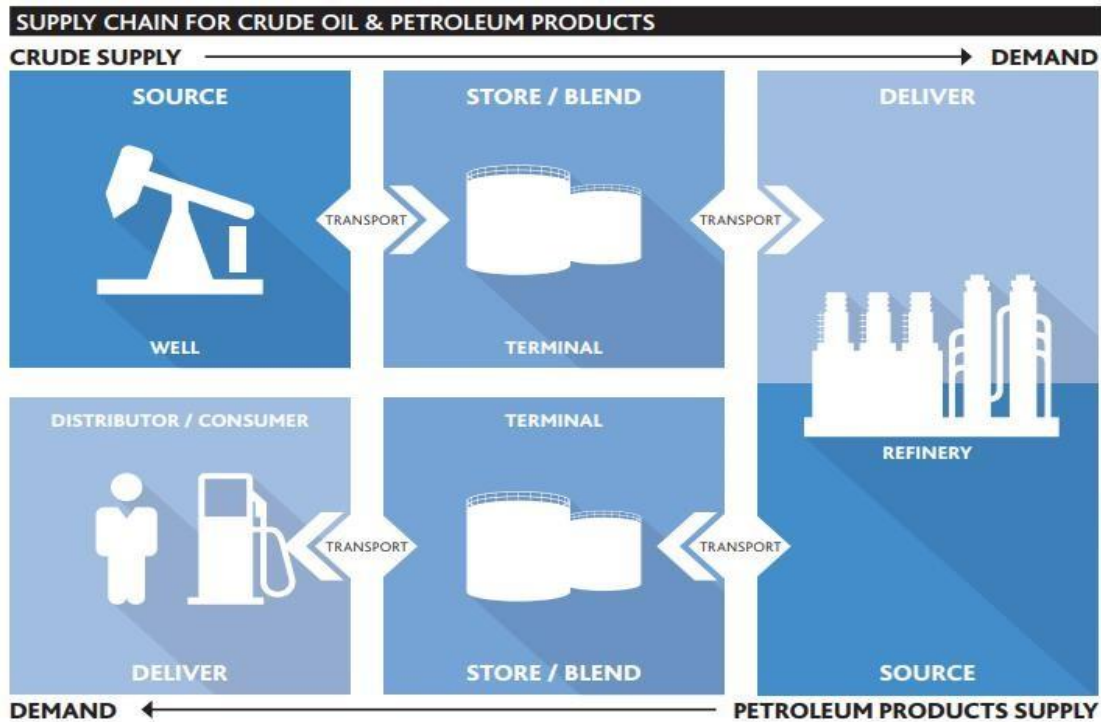 SUPPLY CHAIN FOR CRUDE OIL & PETROLEUM PRODUCTS
CRUDE SUPPLY
DEMAND
SOURCE
STORE / BLEND
DELIVER
TRANSPORT
TRANSPORT
WELL
TERMINAL
DISTRIBUTOR / CONSUMER
TERMINAL
REFINERY
TRANSPORT
TRANSPORT
DELIVER
STORE / BLEND
SOURCE
DEMAND
PETROLEUM PRODUCTS SUPPLY